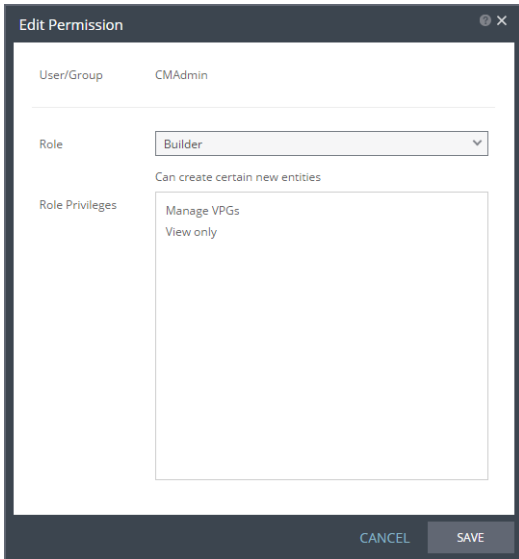 Edit Permission
User/Group CMAdmin
Role Builder
Can create certain new entities
Role Privileges Manage VPGs
View only
CANCEL SAVE